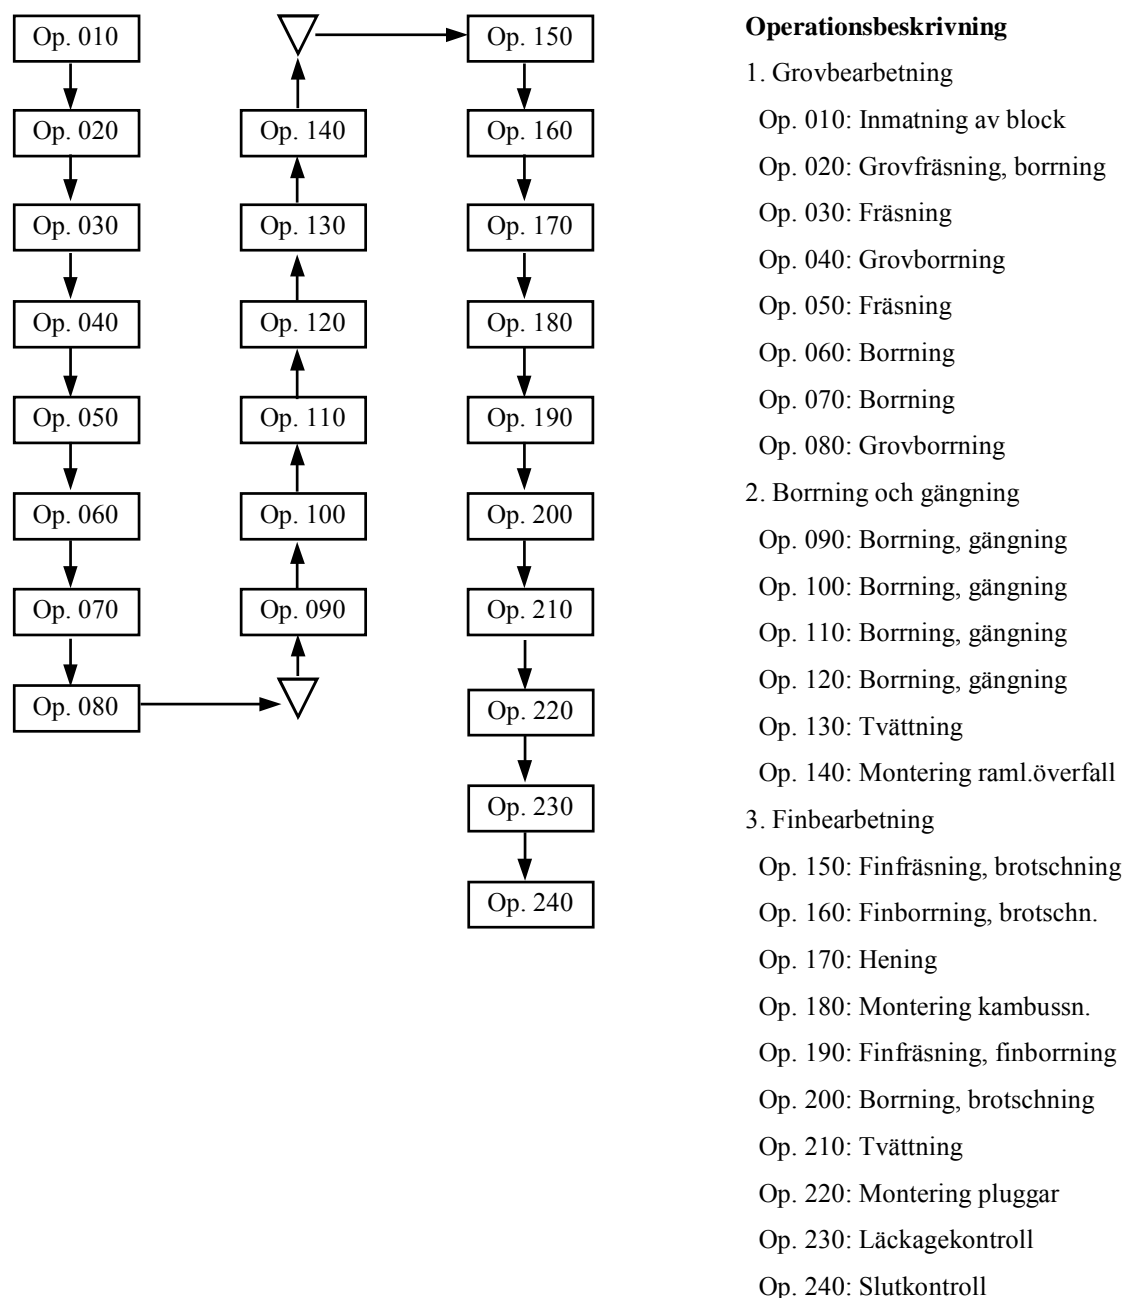 Op. 010
Op. 020
Op. 030
Op. 040
Op. 050
Op. 060
Op. 070
Op. 080
Op. 140
Op. 130
Op. 120
Op. 110
Op. 100
Op. 090
Op. 150
Op. 160
Op. 170
Op. 180
Op. 190
Op. 200
Op. 210
Op. 220
Op. 230
Op. 240
Operationsbeskrivning
1. Grovbearbetning
Op. 010: Inmatning av block
Op. 020: Grovfräsning, borrning
Op. 030: Fräsning
Op. 040: Grovborrning
Op. 050: Fräsning
Op. 060: Borrning
Op. 070: Borrning
Op. 080: Grovborrning
2. Borrning och gängning
Op. 090: Borrning, gängning
Op. 100: Borrning, gängning
Op. 110: Borrning, gängning
Op. 120: Borrning, gängning
Op. 130: Tvättning
Op. 140: Montering raml.överfall
3. Finbearbetning
Op. 150: Finfräsning, brotschning
Op. 160: Finborrning, brotschn.
Op. 170: Hening
Op. 180: Montering kambussn.
Op. 190: Finfräsning, finborrning
Op. 200: Borrning, brotschning
Op. 210: Tvättning
Op. 220: Montering pluggar
Op. 230: Läckagekontroll
Op. 240: Slutkontroll